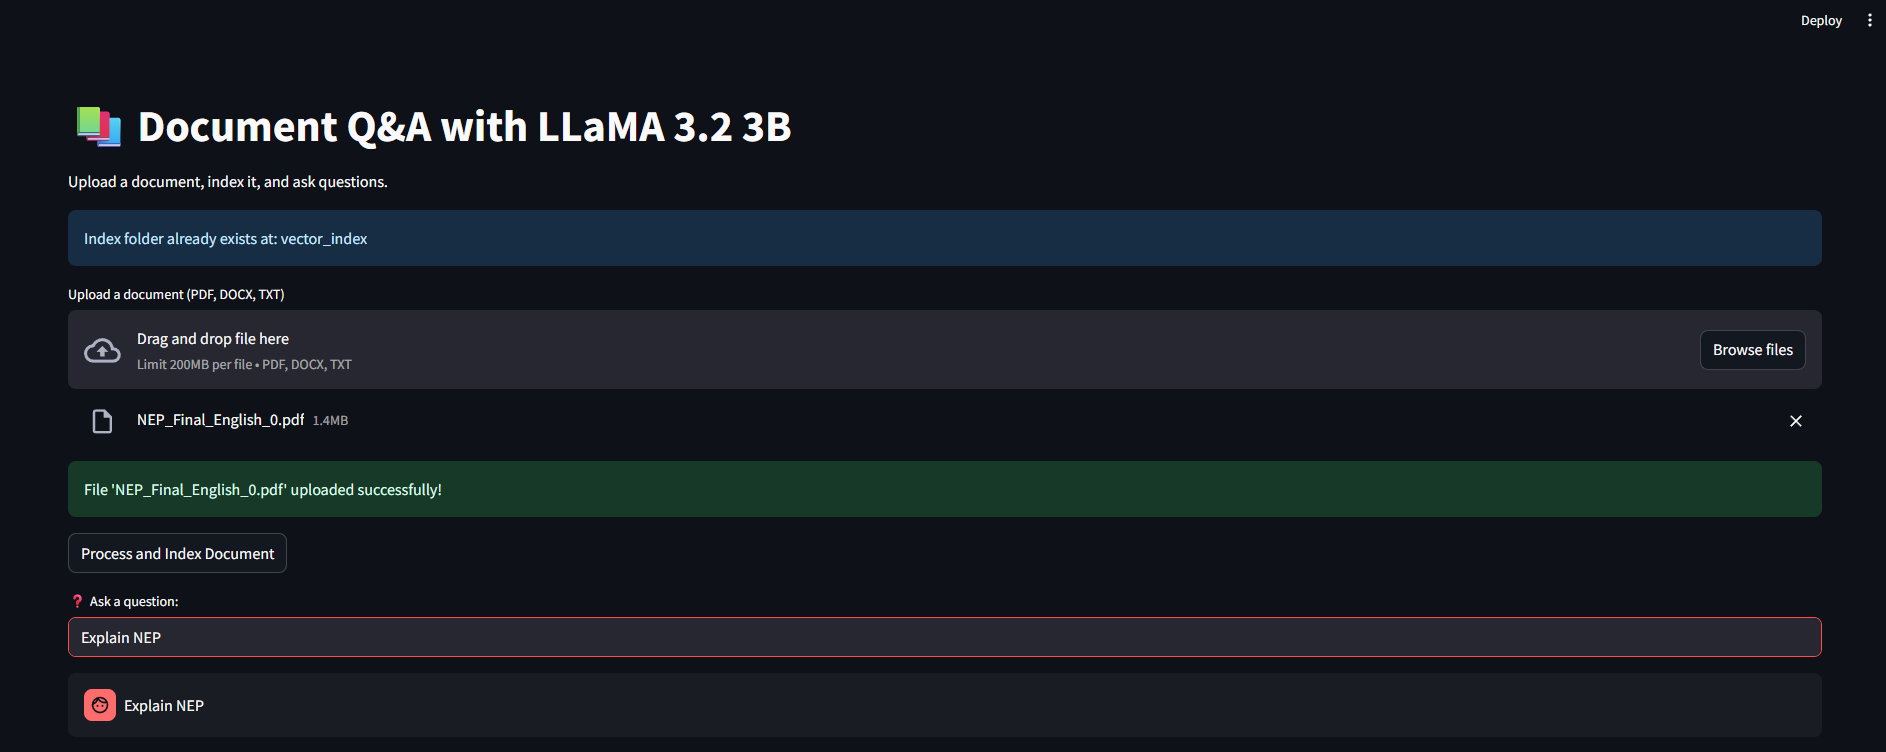 Deploy
Document Q&A with LLaMA 3.2 3B
Upload a document, index it, and ask questions.
Index folder already exists at: vector_index
Upload a document (PDF, DOCX, TXT)
Drag and drop file here
Limit 200MB per file • PDF, DOCX, TXT
Browse files
NEP_Final_English_0.pdf 1.4MB
File 'NEP_Final_English_0.pdf' uploaded successfully!
Process and Index Document
❓ Ask a question:
Explain NEP
Explain NEP